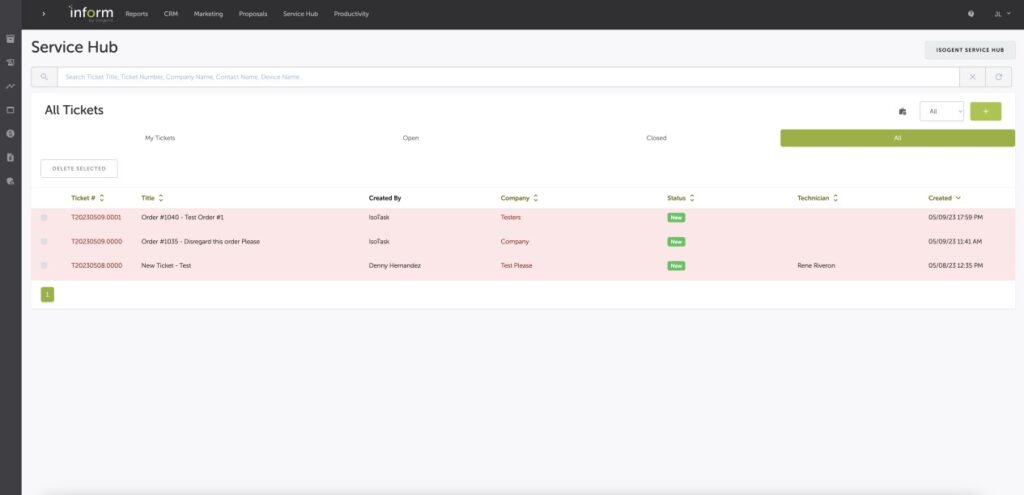 inform Reports CRM Marketing Proposals Service Hub Productivity JL
by isogent
Service Hub
ISOGENT SERVICE HUB
Search Ticket Title, Ticket Number, Company Name, Contact Name, Device Name..
All Tickets
All
+
My Tickets Open Closed All
DELETE SELECTED
Ticket # Title Created By Company Status Technician Created
T20230509.0001 Order #1040 - Test Order #1 IsoTask Testers New 05/09/23 17:59 PM
T20230509.0000 Order #1035 - Disregard this order Please IsoTask Company New 05/09/23 11:41 AM
T20230508.0000 New Ticket - Test Denny Hernandez Test Please New Rene Riveron 05/08/23 12:35 PM
1